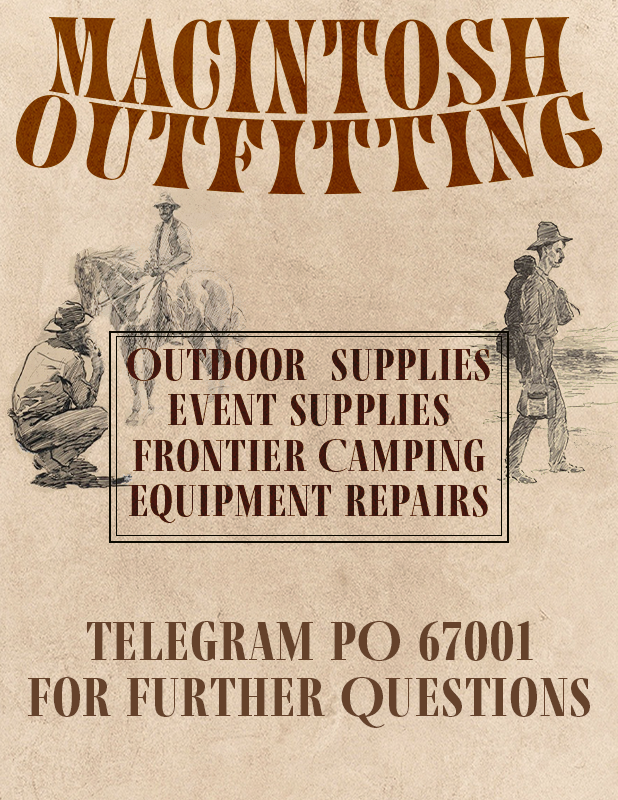 MACINTOSH
OUTFITTING
OUTDOOR SUPPLIES
EVENT SUPPLIES
FRONTIER CAMPING
EQUIPMENT REPAIRS
TELEGRAM PO 67001
FOR FURTHER QUESTIONS